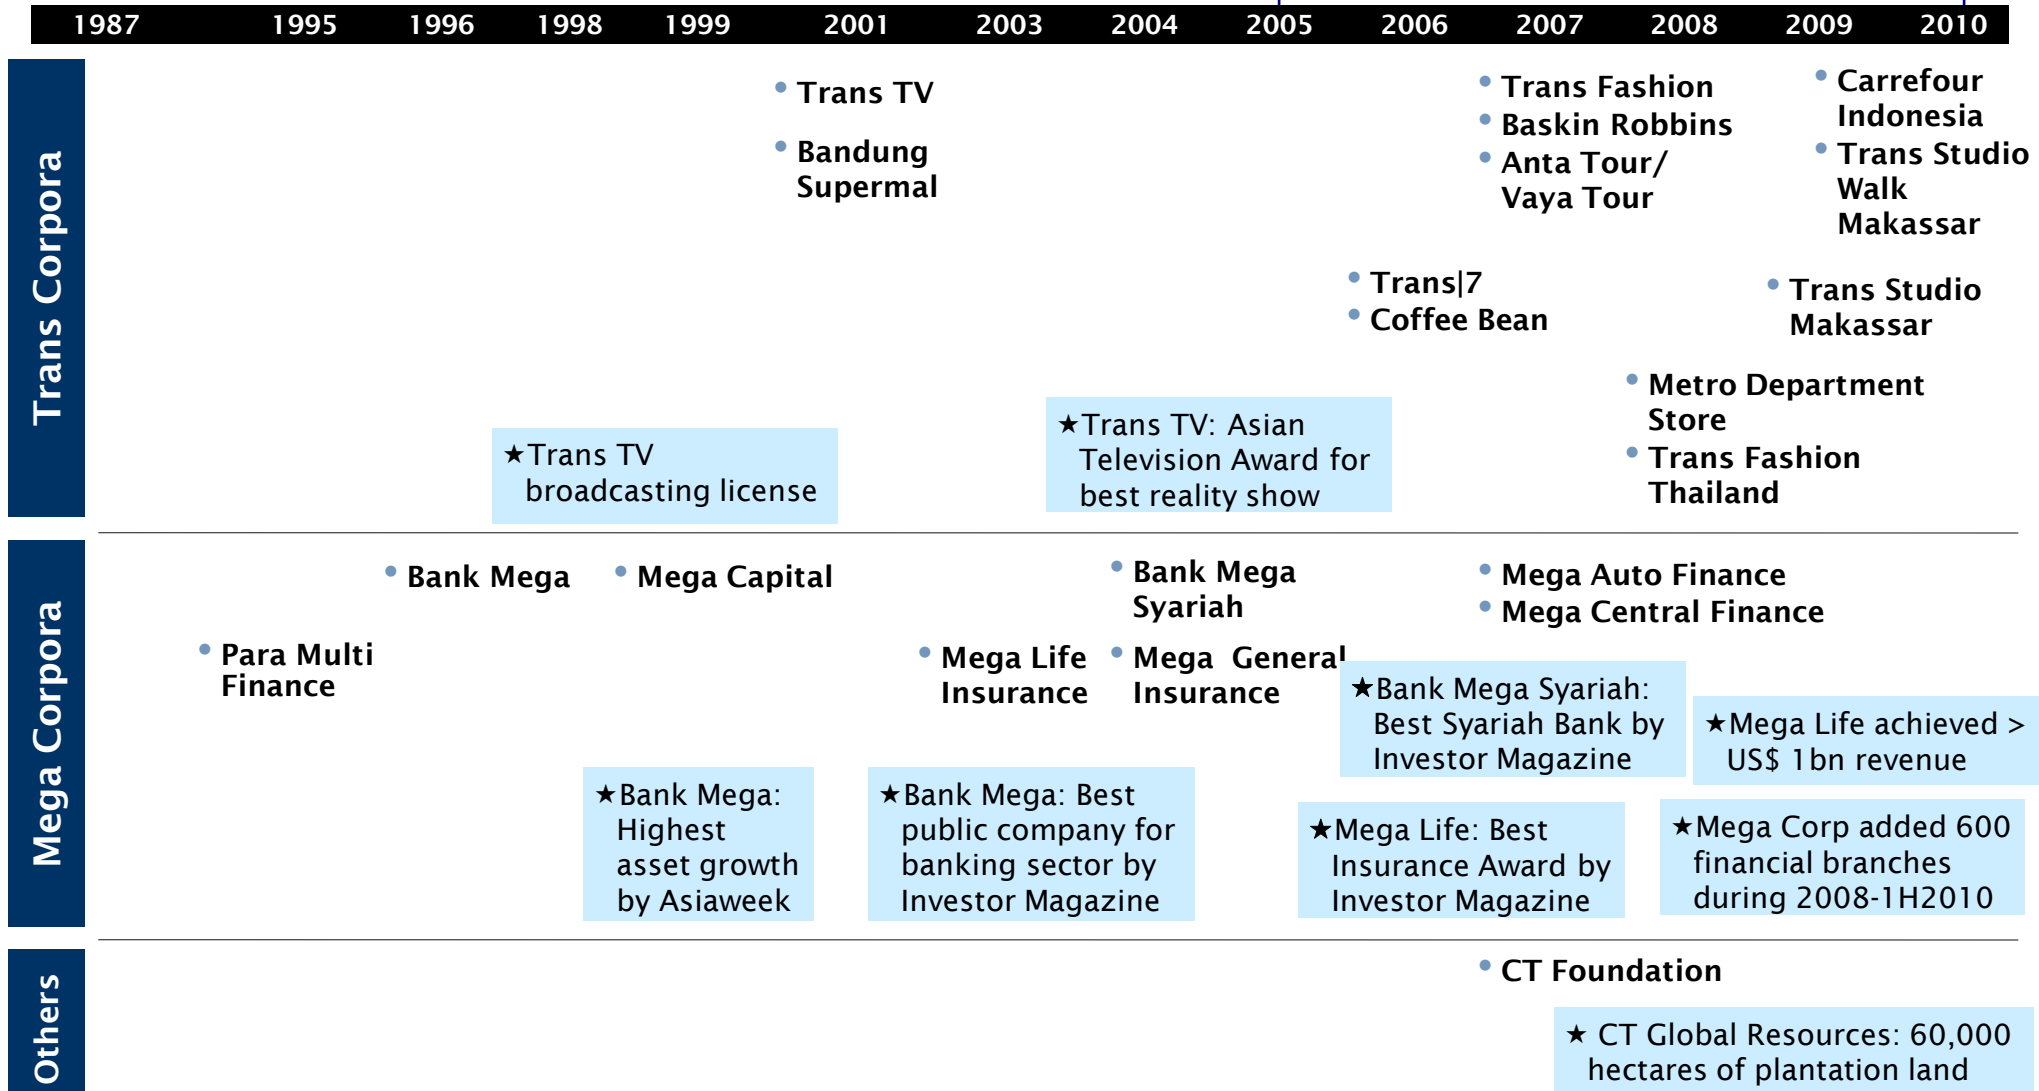 1987 1995 1996 1998 1999 2001 2003 2004 2005 2006 2007 2008 2009 2010
Trans Corpora
• Trans TV
• Bandung
Supermal
• Trans Fashion
• Baskin Robbins
• Anta Tour/
Vaya Tour
• Carrefour
Indonesia
• Trans Studio
Walk
Makassar
• Trans|7
• Coffee Bean
• Trans Studio
Makassar
• Metro Department
Store
• Trans Fashion
Thailand
★Trans TV
broadcasting license
★Trans TV: Asian
Television Award for
best reality show
Mega Corpora
• Bank Mega
• Mega Capital
• Bank Mega
Syariah
• Mega Auto Finance
• Mega Central Finance
• Para Multi
Finance
• Mega Life
Insurance
• Mega  General
Insurance
★Bank Mega Syariah:
Best Syariah Bank by
Investor Magazine
★Mega Life achieved >
US$ 1bn revenue
★Bank Mega:
Highest
asset growth
by Asiaweek
★Bank Mega: Best
public company for
banking sector by
Investor Magazine
★Mega Life: Best
Insurance Award by
Investor Magazine
★Mega Corp added 600
financial branches
during 2008-1H2010
Others
• CT Foundation
★ CT Global Resources: 60,000
hectares of plantation land